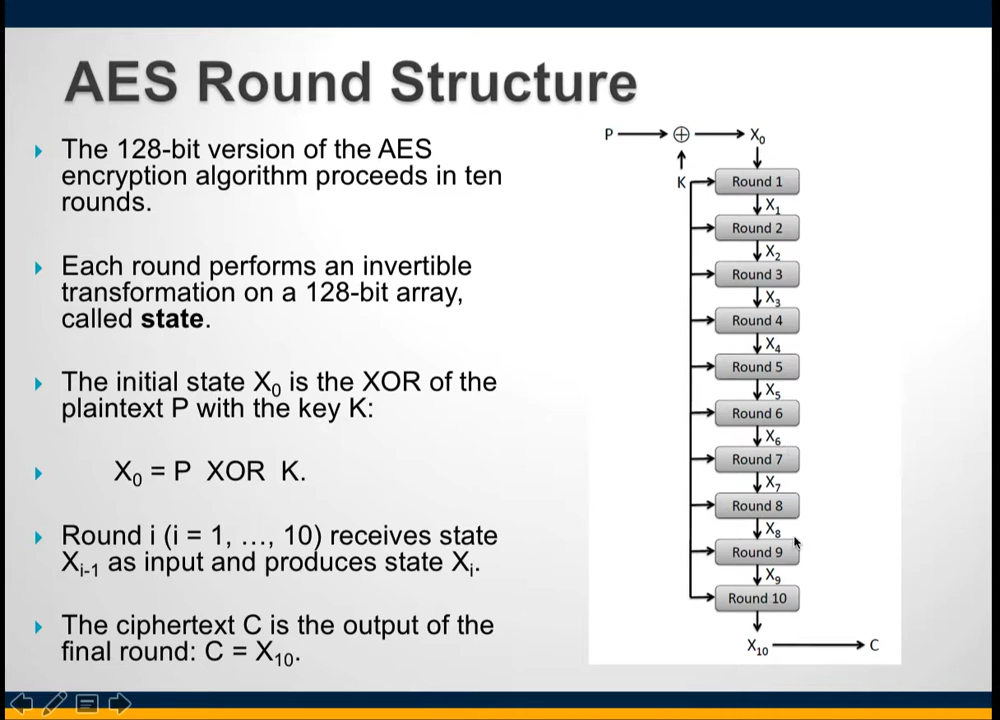 AES Round Structure
The 128-bit version of the AES
encryption algorithm proceeds in ten
rounds.
Each round performs an invertible
transformation on a 128-bit array,
called state.
The initial state X₀ is the XOR of the
plaintext P with the key K:
X₀ = P XOR K.
Round i (i = 1, ..., 10) receives state
Xᵢ₋₁ as input and produces state Xᵢ.
The ciphertext C is the output of the
final round: C = X₁₀.
P X₀
K Round 1
X₁
Round 2
X₂
Round 3
X₃
Round 4
X₄
Round 5
X₅
Round 6
X₆
Round 7
X₇
Round 8
X₈
Round 9
X₉
Round 10
X₁₀ C